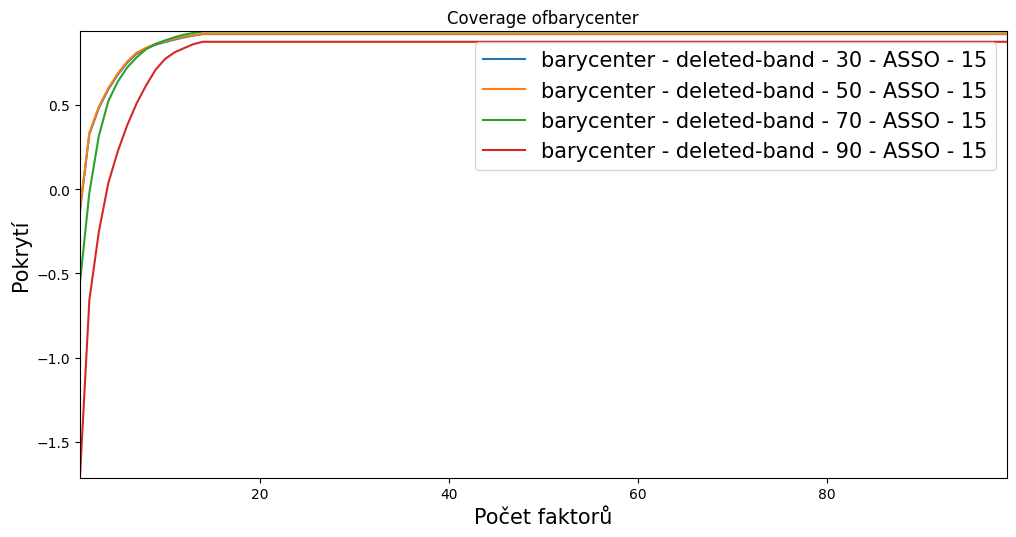 Coverage ofbarycenter
barycenter - deleted-band - 30 - ASSO - 15
barycenter - deleted-band - 50 - ASSO - 15
barycenter - deleted-band - 70 - ASSO - 15
barycenter - deleted-band - 90 - ASSO - 15
0.5
0.0
−0.5
−1.0
−1.5
Pokrytí
20 40 60 80
Počet faktorů